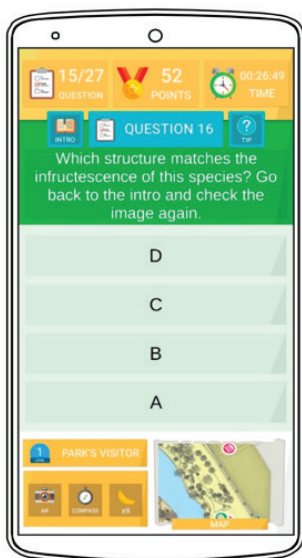 15/27
QUESTION
52
POINTS
00:26:49
TIME
INTRO
QUESTION 16
TIP
Which structure matches the
infructescence of this species? Go
back to the intro and check the
image again.
D
C
B
A
1
PARK'S VISITOR
AR
COMPASS
x9
MAP